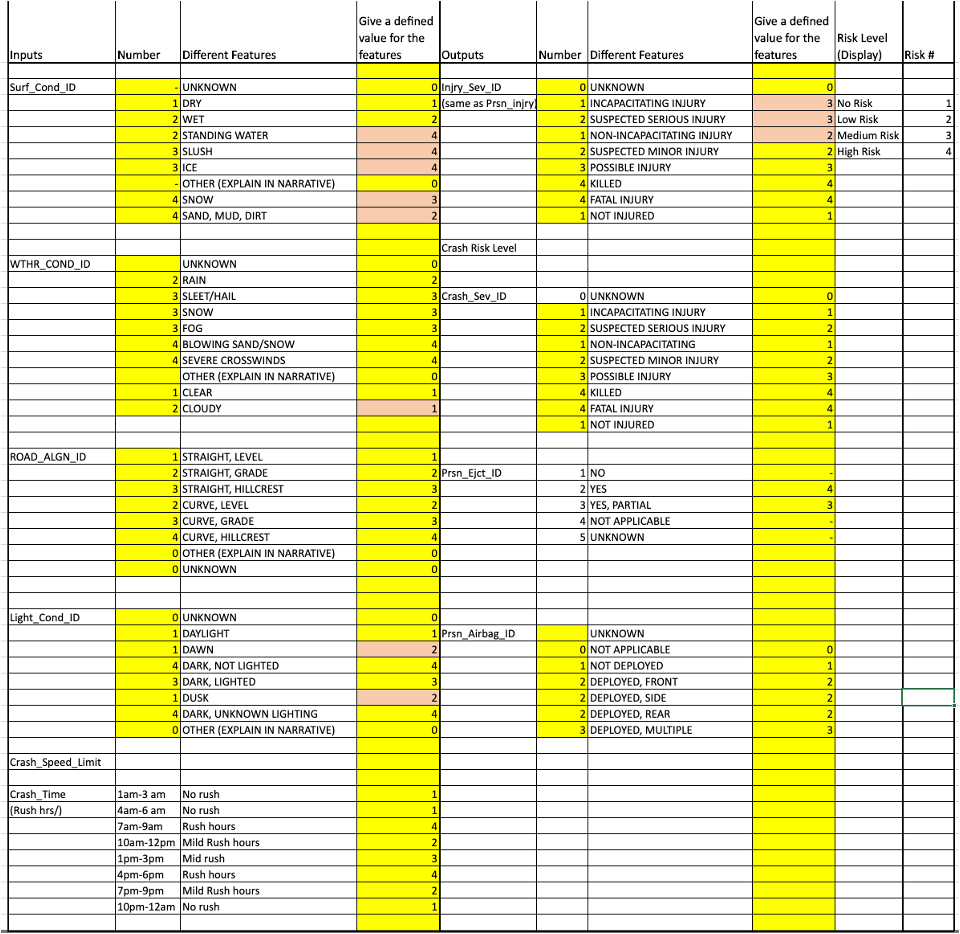 Inputs Number Different Features Give a defined value for the features Outputs Number Different Features Give a defined value for the features Risk Level (Display) Risk #
Surf_Cond_ID - UNKNOWN 0 Injry_Sev_ID 0 UNKNOWN 0
1 DRY 1 (same as Prsn_injry) 1 INCAPACITATING INJURY 3 No Risk 1
2 WET 2 2 SUSPECTED SERIOUS INJURY 3 Low Risk 2
2 STANDING WATER 4 1 NON-INCAPACITATING INJURY 2 Medium Risk 3
3 SLUSH 4 2 SUSPECTED MINOR INJURY 2 High Risk 4
3 ICE 4 3 POSSIBLE INJURY 3
- OTHER (EXPLAIN IN NARRATIVE) 0 4 KILLED 4
4 SNOW 3 4 FATAL INJURY 4
4 SAND, MUD, DIRT 2 1 NOT INJURED 1
Crash Risk Level
WTHR_COND_ID UNKNOWN 0
2 RAIN 2
3 SLEET/HAIL 3 Crash_Sev_ID 0 UNKNOWN 0
3 SNOW 3 1 INCAPACITATING INJURY 1
3 FOG 3 2 SUSPECTED SERIOUS INJURY 2
4 BLOWING SAND/SNOW 4 1 NON-INCAPACITATING 1
4 SEVERE CROSSWINDS 4 2 SUSPECTED MINOR INJURY 2
OTHER (EXPLAIN IN NARRATIVE) 0 3 POSSIBLE INJURY 3
1 CLEAR 1 4 KILLED 4
2 CLOUDY 1 4 FATAL INJURY 4
1 NOT INJURED 1
ROAD_ALGN_ID 1 STRAIGHT, LEVEL 1
2 STRAIGHT, GRADE 2 Prsn_Ejct_ID 1 NO -
3 STRAIGHT, HILLCREST 3 2 YES 4
2 CURVE, LEVEL 2 3 YES, PARTIAL 3
3 CURVE, GRADE 3 4 NOT APPLICABLE -
4 CURVE, HILLCREST 4 5 UNKNOWN -
0 OTHER (EXPLAIN IN NARRATIVE) 0
0 UNKNOWN 0
Light_Cond_ID 0 UNKNOWN 0
1 DAYLIGHT 1 Prsn_Airbag_ID UNKNOWN
1 DAWN 2 0 NOT APPLICABLE 0
4 DARK, NOT LIGHTED 4 1 NOT DEPLOYED 1
3 DARK, LIGHTED 3 2 DEPLOYED, FRONT 2
1 DUSK 2 2 DEPLOYED, SIDE 2
4 DARK, UNKNOWN LIGHTING 4 2 DEPLOYED, REAR 2
0 OTHER (EXPLAIN IN NARRATIVE) 0 3 DEPLOYED, MULTIPLE 3
Crash_Speed_Limit
Crash_Time 1am-3 am No rush 1
(Rush hrs/) 4am-6 am No rush 1
7am-9am Rush hours 4
10am-12pm Mild Rush hours 2
1pm-3pm Mid rush 3
4pm-6pm Rush hours 4
7pm-9pm Mild Rush hours 2
10pm-12am No rush 1